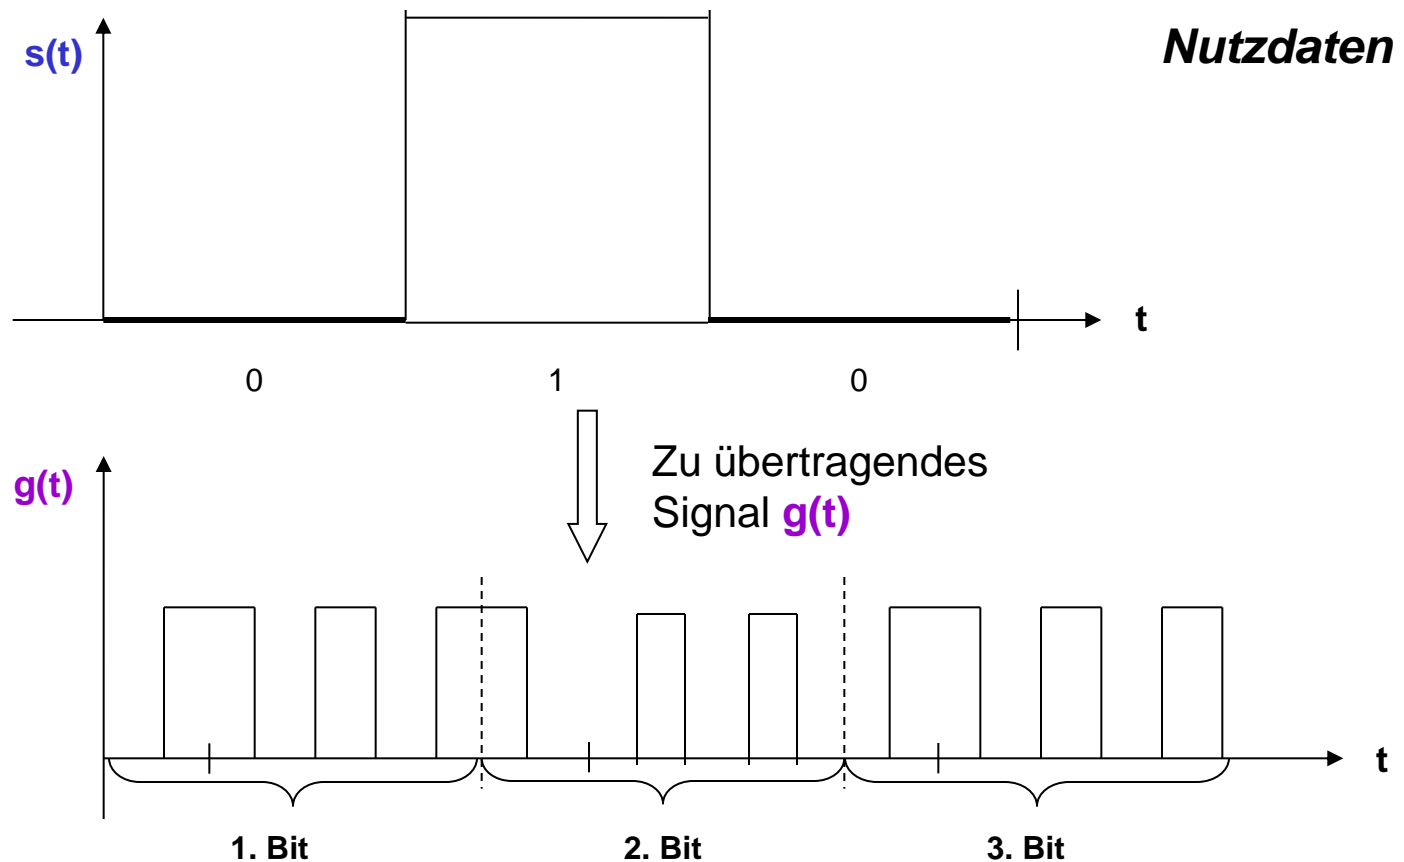 s(t)
Nutzdaten
t
0 1 0
Zu übertragendes
Signal g(t)
g(t)
t
1. Bit 2. Bit 3. Bit